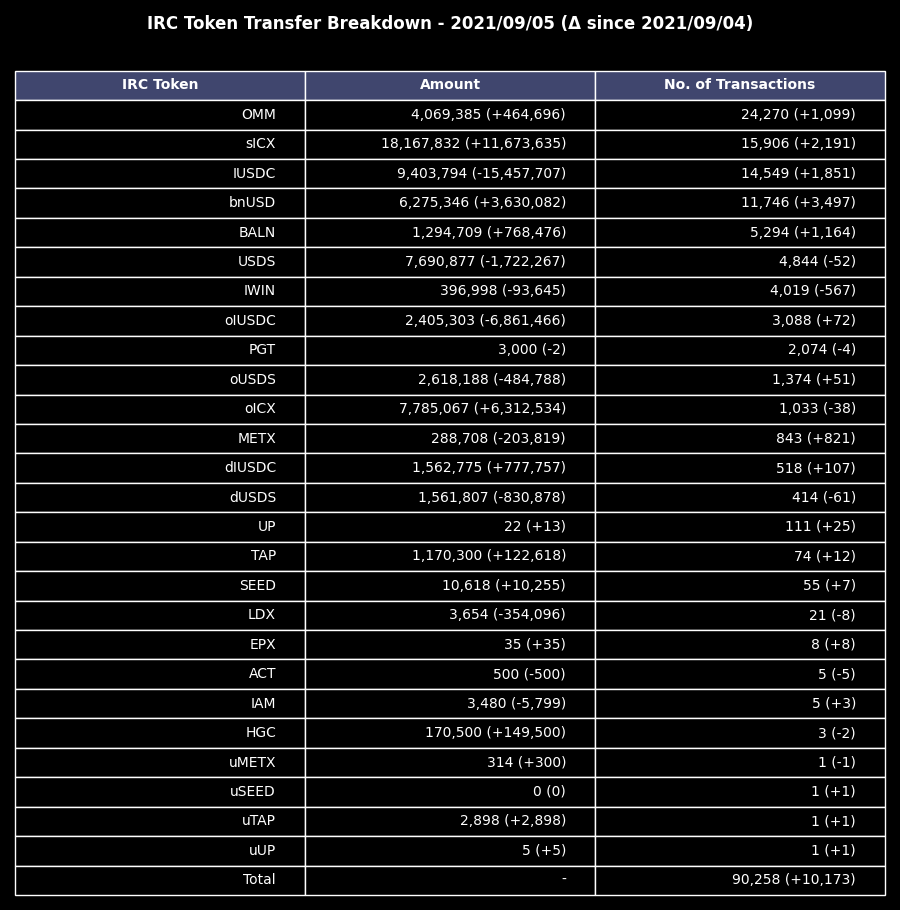 IRC Token Transfer Breakdown - 2021/09/05 (Δ since 2021/09/04)
IRC Token Amount No. of Transactions
OMM 4,069,385 (+464,696) 24,270 (+1,099)
sICX 18,167,832 (+11,673,635) 15,906 (+2,191)
IUSDC 9,403,794 (-15,457,707) 14,549 (+1,851)
bnUSD 6,275,346 (+3,630,082) 11,746 (+3,497)
BALN 1,294,709 (+768,476) 5,294 (+1,164)
USDS 7,690,877 (-1,722,267) 4,844 (-52)
IWIN 396,998 (-93,645) 4,019 (-567)
oIUSDC 2,405,303 (-6,861,466) 3,088 (+72)
PGT 3,000 (-2) 2,074 (-4)
oUSDS 2,618,188 (-484,788) 1,374 (+51)
oICX 7,785,067 (+6,312,534) 1,033 (-38)
METX 288,708 (-203,819) 843 (+821)
dIUSDC 1,562,775 (+777,757) 518 (+107)
dUSDS 1,561,807 (-830,878) 414 (-61)
UP 22 (+13) 111 (+25)
TAP 1,170,300 (+122,618) 74 (+12)
SEED 10,618 (+10,255) 55 (+7)
LDX 3,654 (-354,096) 21 (-8)
EPX 35 (+35) 8 (+8)
ACT 500 (-500) 5 (-5)
IAM 3,480 (-5,799) 5 (+3)
HGC 170,500 (+149,500) 3 (-2)
uMETX 314 (+300) 1 (-1)
uSEED 0 (0) 1 (+1)
uTAP 2,898 (+2,898) 1 (+1)
uUP 5 (+5) 1 (+1)
Total - 90,258 (+10,173)